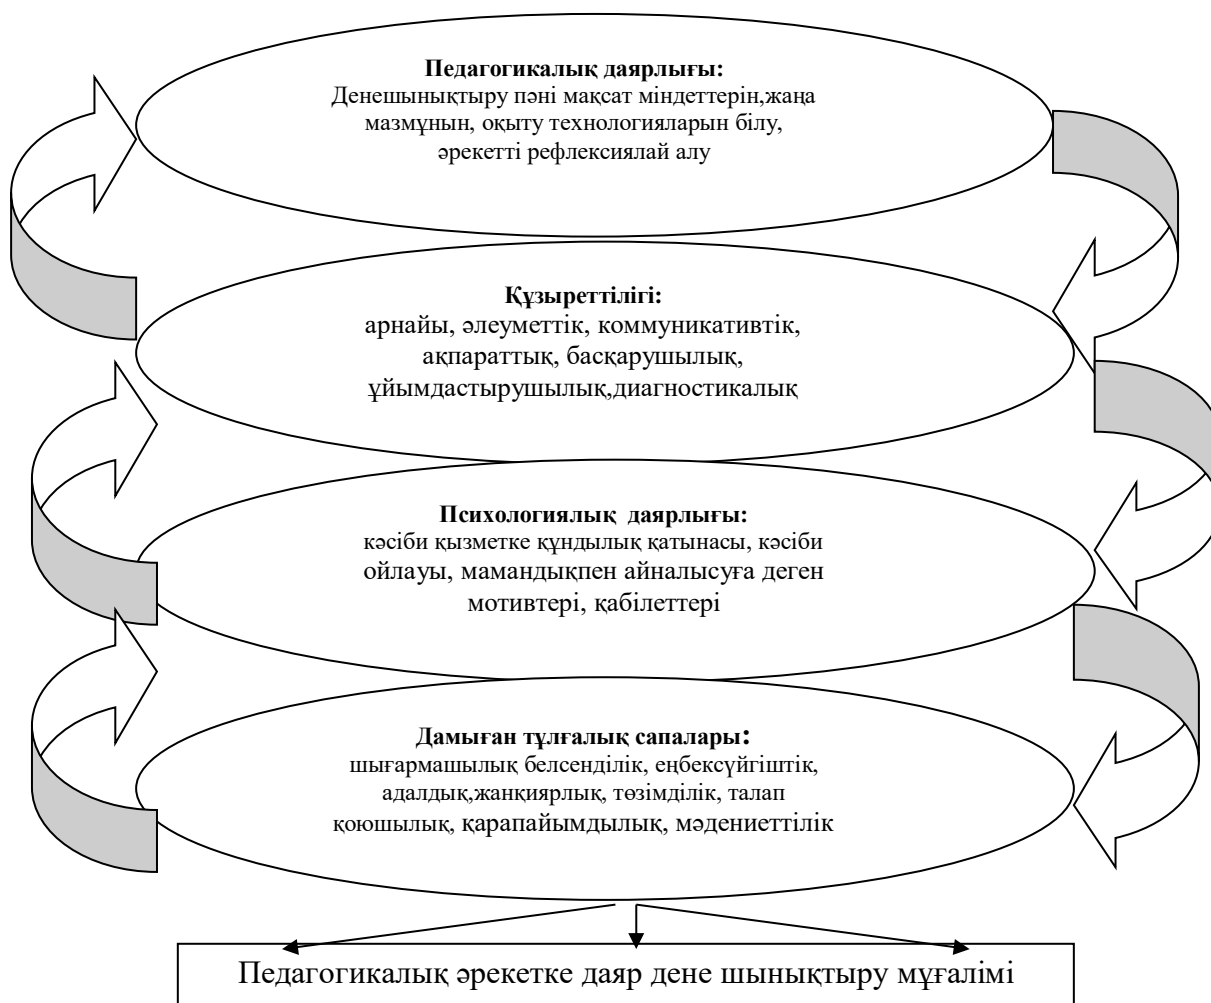 Педагогикалық даярлығы:
Денешынықтыру пәні мақсат міндеттерін,жаңа
мазмұнын, оқыту технологияларын білу,
әрекетті рефлексиялай алу
Құзыреттілігі:
арнайы, әлеуметтік, коммуникативтік,
ақпараттық, басқарушылық,
ұйымдастырушылық,диагностикалық
Психологиялық даярлығы:
кәсіби қызметке құндылық қатынасы, кәсіби
ойлауы, мамандықпен айналысуға деген
мотивтері, қабілеттері
Дамыған тұлғалық сапалары:
шығармашылық белсенділік, еңбексүйгіштік,
адалдық,жанқиярлық, төзімділік, талап
қоюшылық, қарапайымдылық, мәдениеттілік
Педагогикалық әрекетке даяр дене шынықтыру мұғалімі